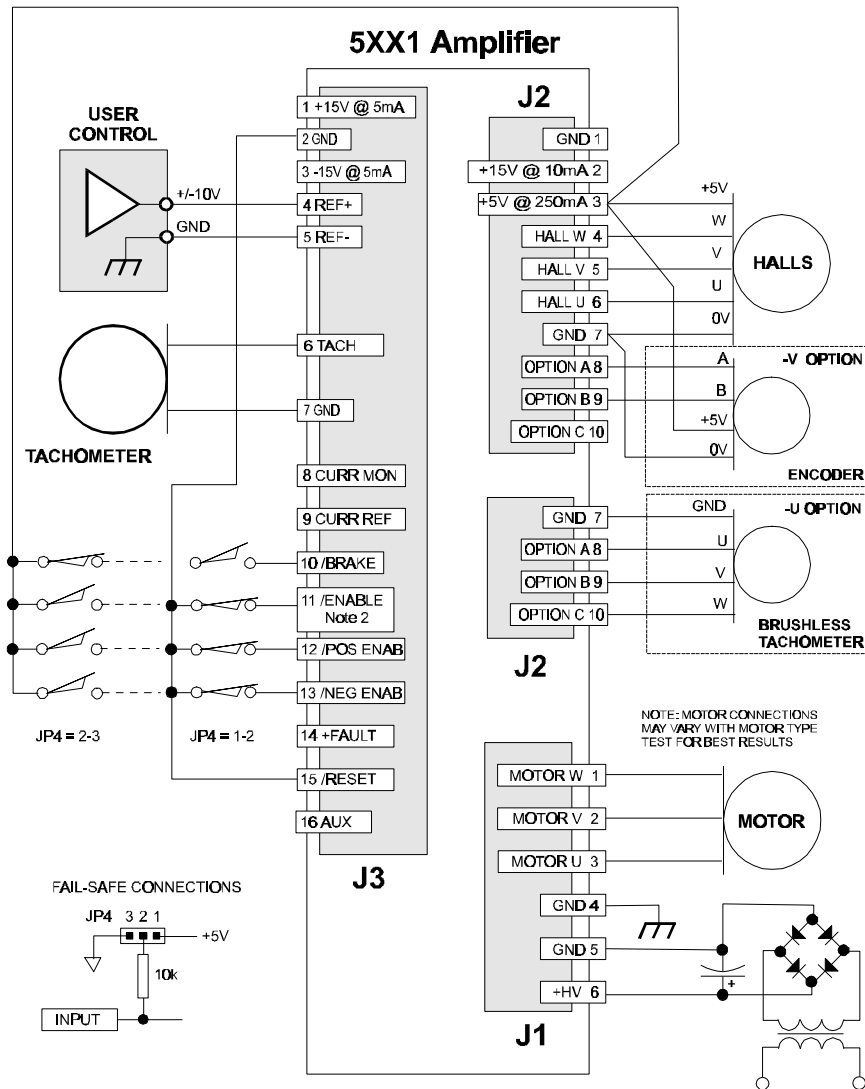 5XX1 Amplifier
USER
CONTROL
+/-10V
GND
TACHOMETER
1 +15V @ 5mA
2 GND
3 -15V @ 5mA
4 REF+
5 REF-
6 TACH
7 GND
8 CURR MON
9 CURR REF
10 /BRAKE
11 /ENABLE
Note 2
12 /POS ENAB
13 /NEG ENAB
14 +FAULT
15 /RESET
16 AUX
J3
JP4 = 2-3
JP4 = 1-2
FAIL-SAFE CONNECTIONS
JP4 3 2 1
+5V
10k
INPUT
J2
GND 1
+15V @ 10mA 2
+5V @ 250mA 3
HALL W 4
HALL V 5
HALL U 6
GND 7
OPTION A 8
OPTION B 9
OPTION C 10
+5V
W
V
U
0V
HALLS
-V OPTION
A
B
+5V
0V
ENCODER
GND 7
OPTION A 8
OPTION B 9
OPTION C 10
J2
-U OPTION
GND
U
V
W
BRUSHLESS
TACHOMETER
NOTE: MOTOR CONNECTIONS
MAY VARY WITH MOTOR TYPE
TEST FOR BEST RESULTS
MOTOR W 1
MOTOR V 2
MOTOR U 3
GND 4
GND 5
+HV 6
J1
MOTOR
+